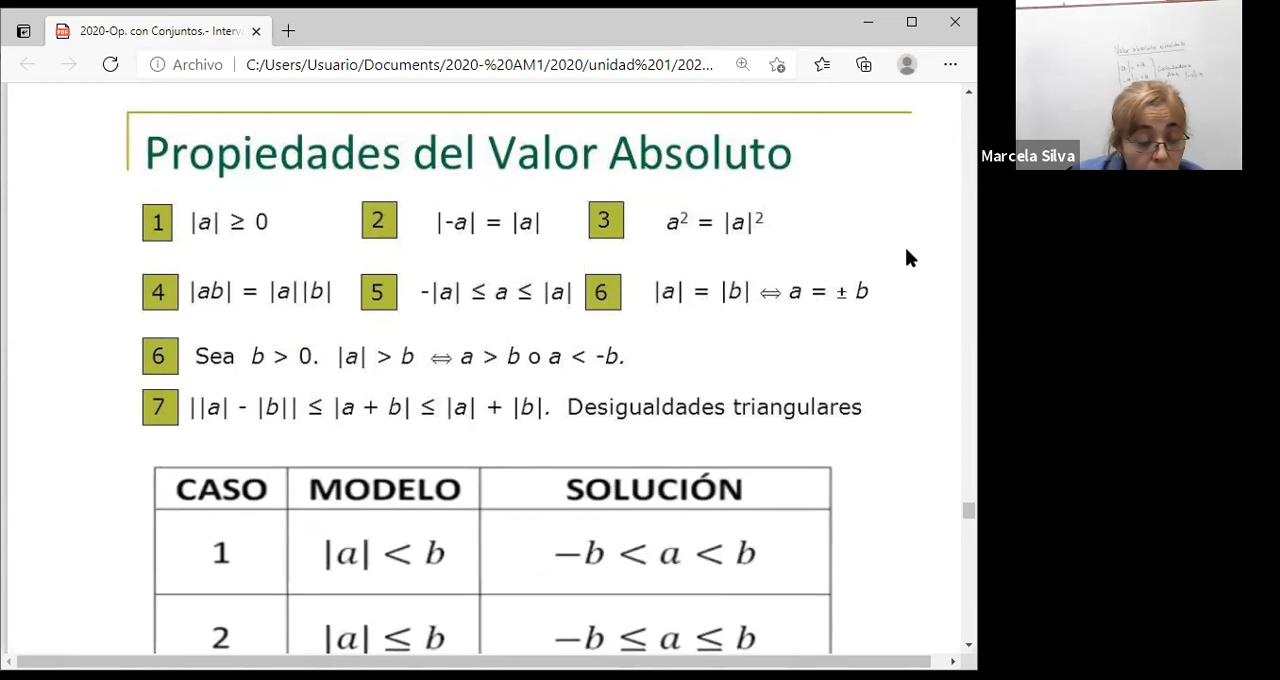 2020-Op. con Conjuntos.- Interv
Archivo | C:/Users/Usuario/Documents/2020-%20AM1/2020/unidad%201/202...
Propiedades del Valor Absoluto
1 |a| ≥ 0 2 |-a| = |a| 3 a² = |a|²
4 |ab| = |a||b| 5 -|a| ≤ a ≤ |a| 6 |a| = |b| ⇔ a = ± b
6 Sea b > 0. |a| > b ⇔ a > b o a < -b.
7 ||a| - |b|| ≤ |a + b| ≤ |a| + |b|. Desigualdades triangulares
CASO MODELO SOLUCIÓN
1 |a| < b −b < a < b
2 |a| ≤ b −b ≤ a ≤ b
Valor absoluto
Marcela Silva